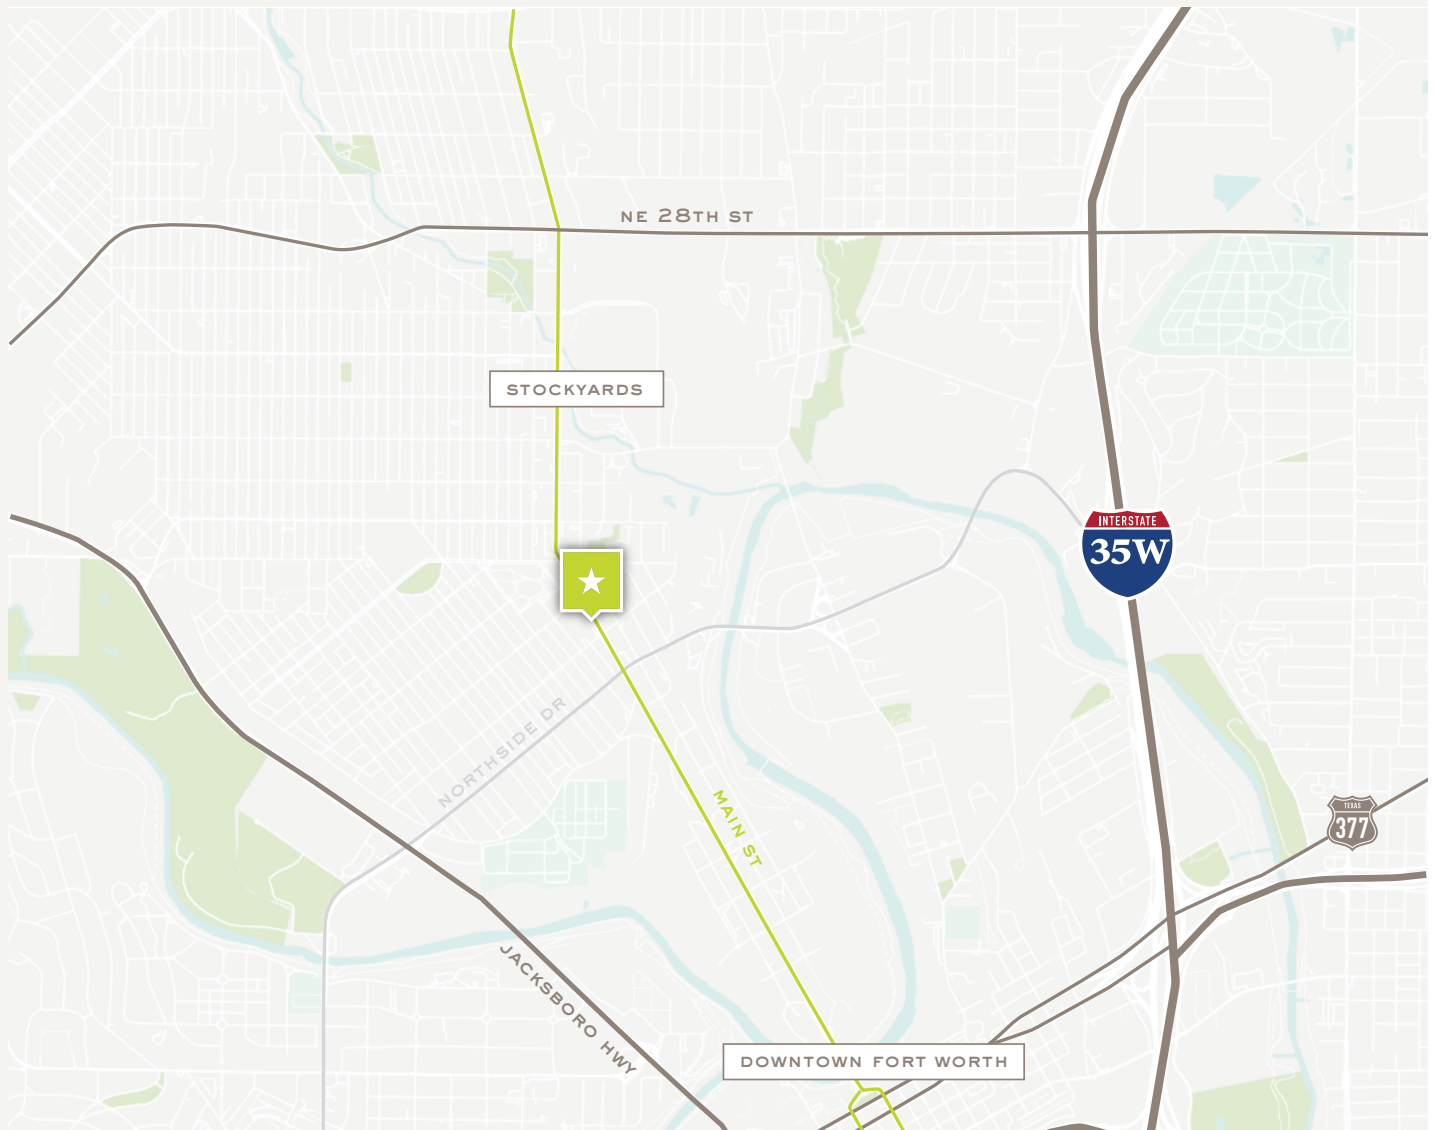 NE 28TH ST
STOCKYARDS
INTERSTATE
35W
NORTHSIDE DR
MAIN ST
TEXAS
377
JACKSBORO HWY
DOWNTOWN FORT WORTH